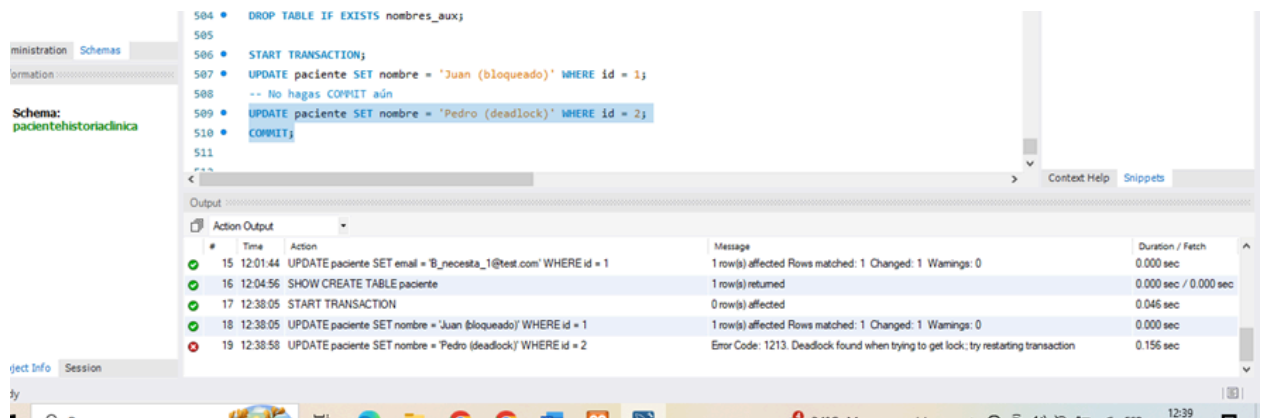 504 DROP TABLE IF EXISTS nombres_aux;
505
506 START TRANSACTION;
507 UPDATE paciente SET nombre = 'Juan (bloqueado)' WHERE id = 1;
508 -- No hagas COMMIT aún
509 UPDATE paciente SET nombre = 'Pedro (deadlock)' WHERE id = 2;
510 COMMIT;
511
ministration Schemas
ormation
Schema:
pacientehistoriaclinica
Context Help Snippets
Output
Action Output
# Time Action Message Duration / Fetch
15 12:01:44 UPDATE paciente SET email = 'B_necesita_1@test.com' WHERE id = 1 1 row(s) affected Rows matched: 1 Changed: 1 Warnings: 0 0.000 sec
16 12:04:56 SHOW CREATE TABLE paciente 1 row(s) returned 0.000 sec / 0.000 sec
17 12:38:05 START TRANSACTION 0 row(s) affected 0.046 sec
18 12:38:05 UPDATE paciente SET nombre = 'Juan (bloqueado)' WHERE id = 1 1 row(s) affected Rows matched: 1 Changed: 1 Warnings: 0 0.000 sec
19 12:38:58 UPDATE paciente SET nombre = 'Pedro (deadlock)' WHERE id = 2 Error Code: 1213. Deadlock found when trying to get lock; try restarting transaction 0.156 sec
ject Info Session
dy
12:39